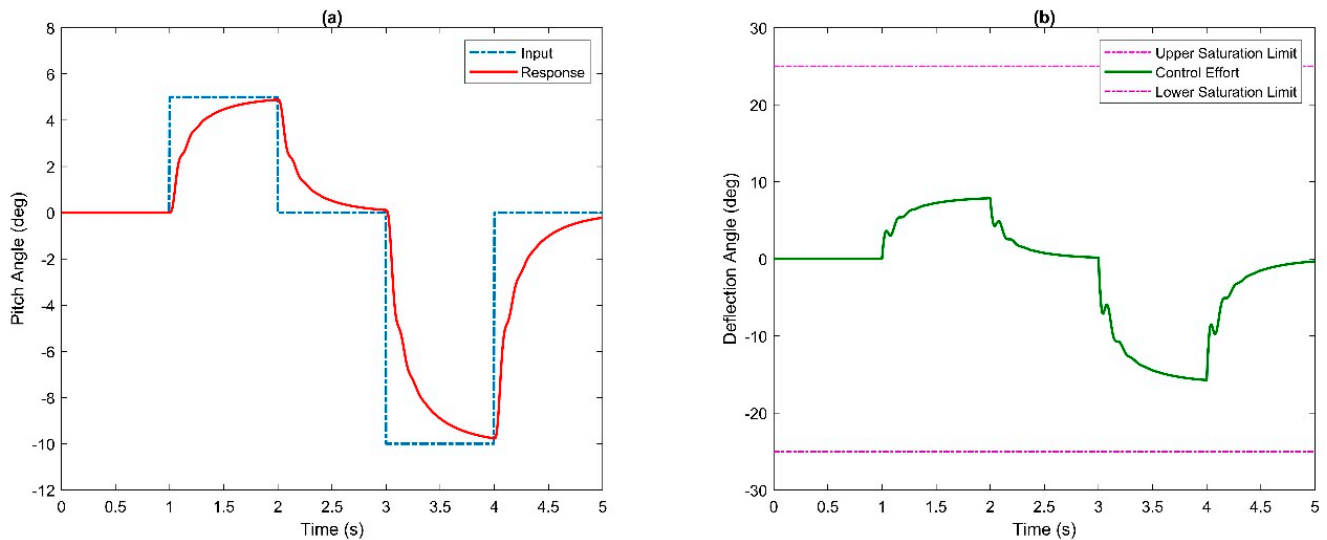 (a)
8
6
4
2
0
-2
-4
-6
-8
-10
-12
Pitch Angle (deg)
Input
Response
0 0.5 1 1.5 2 2.5 3 3.5 4 4.5 5
Time (s)
(b)
30
20
10
0
-10
-20
-30
Deflection Angle (deg)
Upper Saturation Limit
Control Effort
Lower Saturation Limit
0 0.5 1 1.5 2 2.5 3 3.5 4 4.5 5
Time (s)